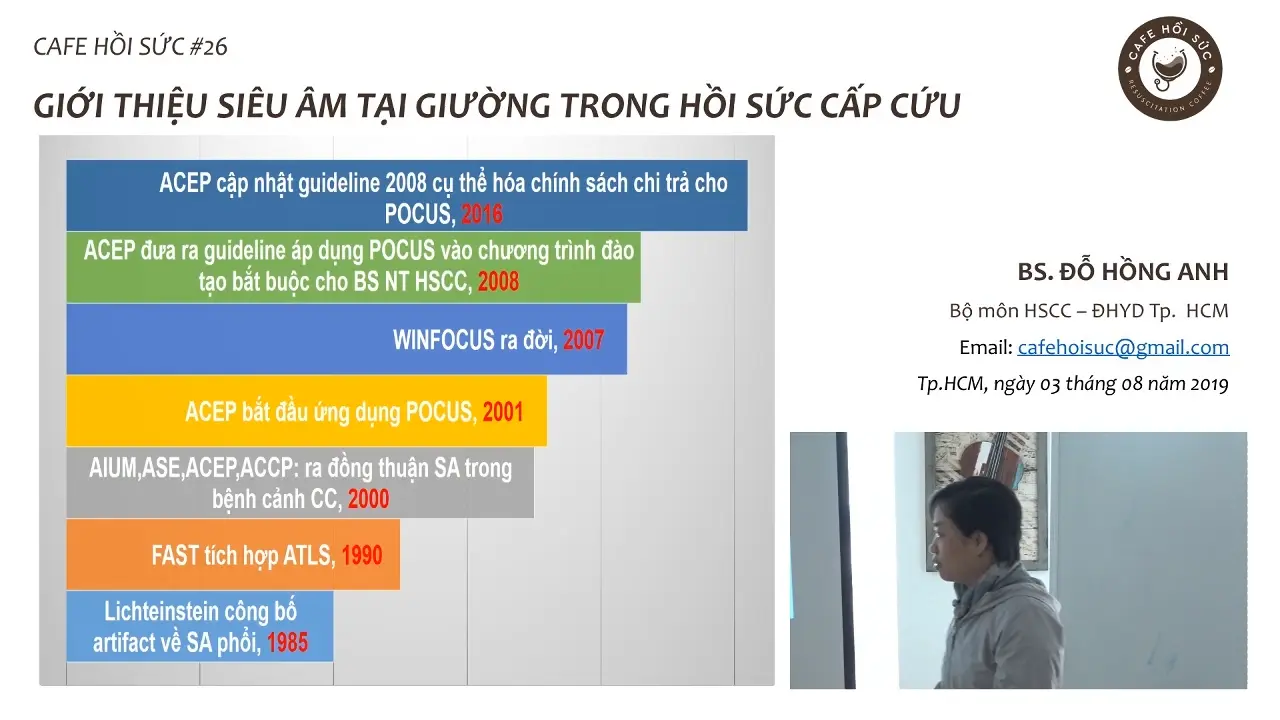 CAFE HỒI SỨC #26
CAFE HỒI SỨC
RESUSCITATION COFFEE
GIỚI THIỆU SIÊU ÂM TẠI GIƯỜNG TRONG HỒI SỨC CẤP CỨU
ACEP cập nhật guideline 2008 cụ thể hóa chính sách chi trả cho
POCUS, 2016
ACEP đưa ra guideline áp dụng POCUS vào chương trình đào
tạo bắt buộc cho BS NT HSCC, 2008
WINFOCUS ra đời, 2007
ACEP bắt đầu ứng dụng POCUS, 2001
AIUM,ASE,ACEP,ACCP: ra đồng thuận SA trong
bệnh cảnh CC, 2000
FAST tích hợp ATLS, 1990
Lichteinstein công bố
artifact về SA phổi, 1985
BS. ĐỖ HỒNG ANH
Bộ môn HSCC – ĐHYD Tp. HCM
Email: cafehoisuc@gmail.com
Tp.HCM, ngày 03 tháng 08 năm 2019